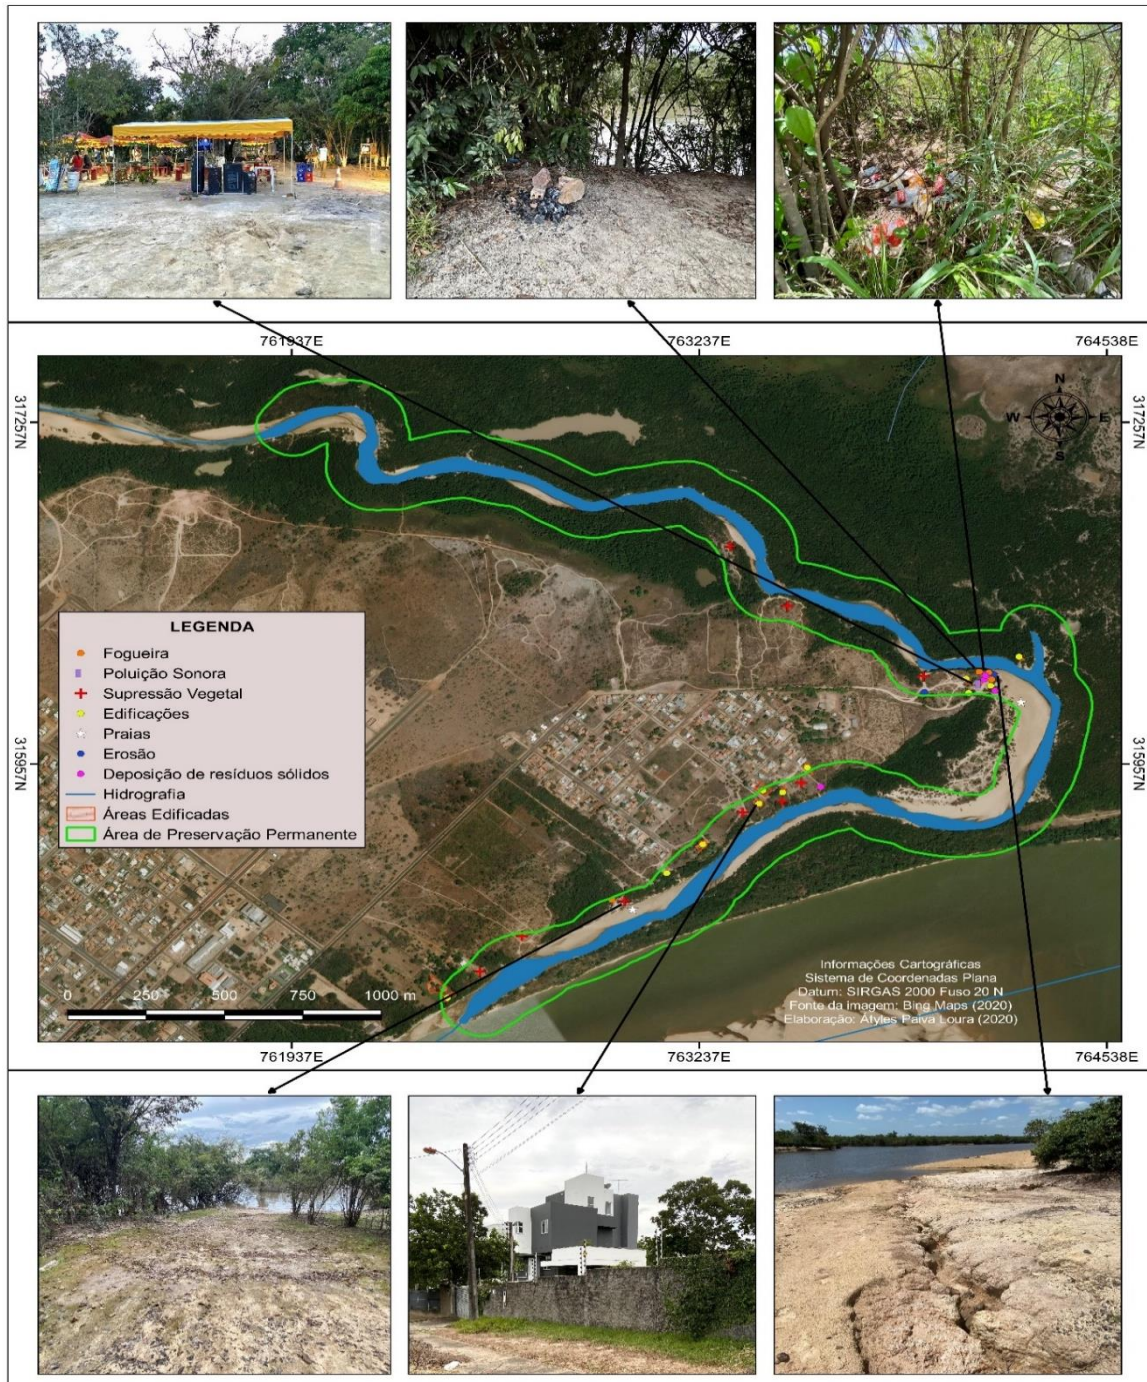 761937E 763237E 764538E
317257N 317257N
N
W E
S
LEGENDA
Fogueira
Poluição Sonora
Supressão Vegetal
Edificações
Praias
Erosão
Deposição de resíduos sólidos
Hidrografia
Áreas Edificadas
Área de Preservação Permanente
315957N 315957N
Informações Cartográficas
Sistema de Coordenadas Plana
Datum: SIRGAS 2000 Fuso 20 N
Fonte da imagem: Bing Maps (2020)
Elaboração: Áfyles Paiva Loura (2020)
0 250 500 750 1000 m
761937E 763237E 764538E